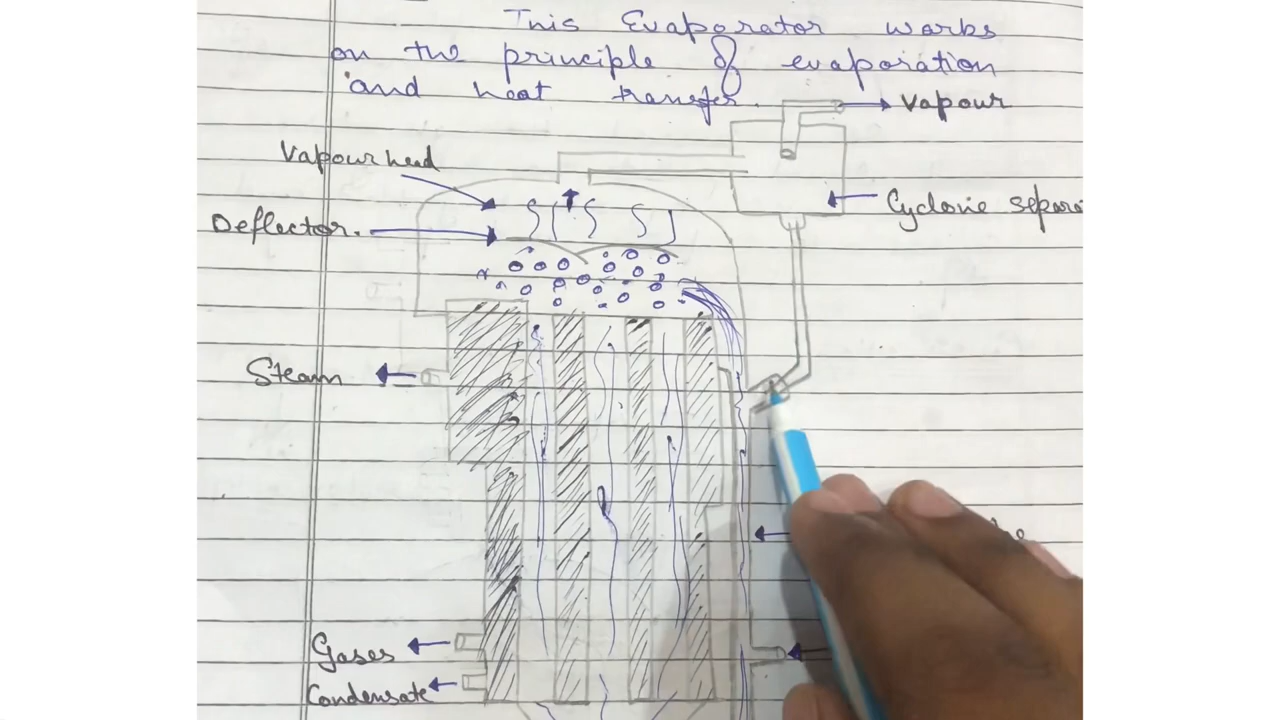 This Evaporator works
on the principle of evaporation
and heat transfer.
Vapour
Vapour head
Cyclone separo
Deflector.
Steam
Gases
Condensate